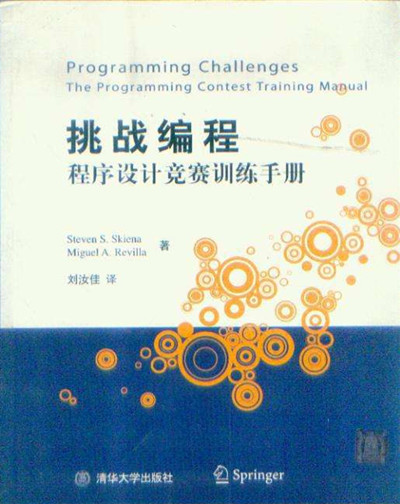 Programming Challenges
The Programming Contest Training Manual
挑战编程
程序设计竞赛训练手册
Steven S. Skiena
Miguel A. Revilla 著
刘汝佳 译
清华大学出版社
Springer